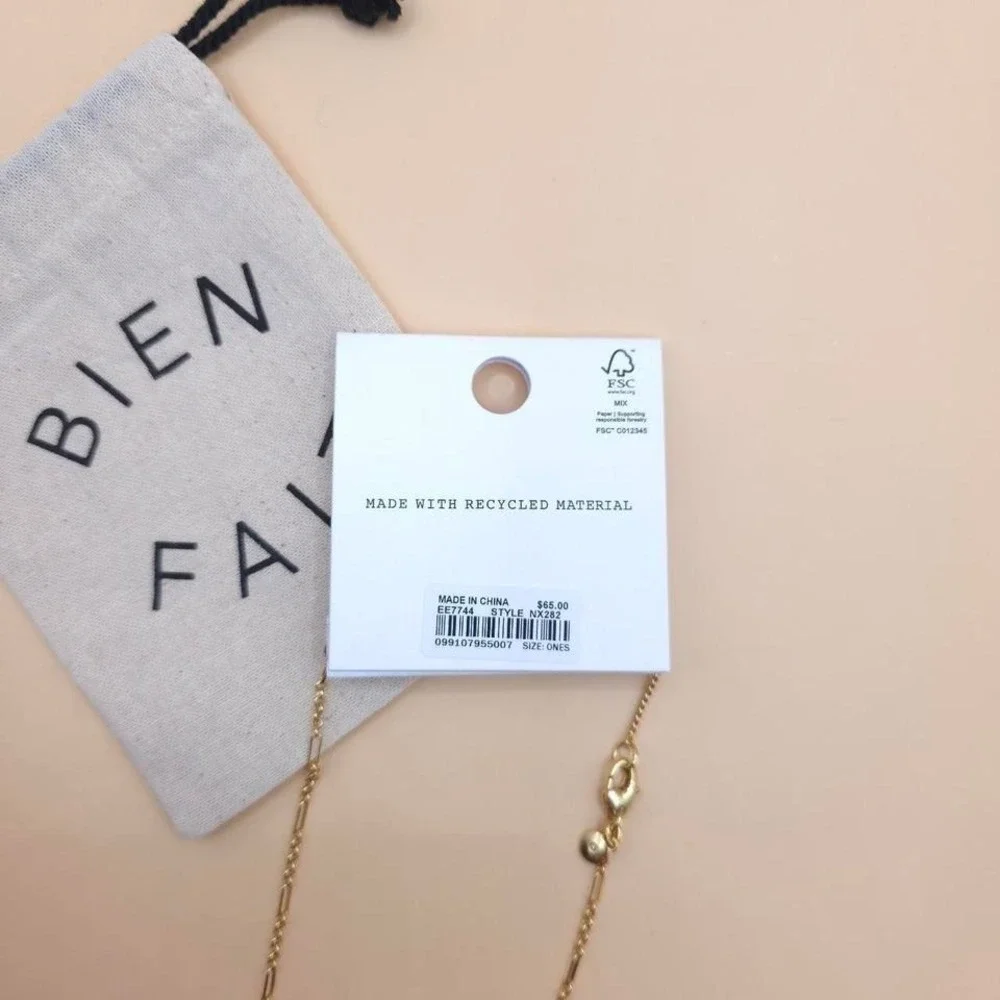 BIEN
FAI
FSC™
www.fsc.org
MIX
Paper | Supporting
responsible forestry
FSC™ C012345
MADE WITH RECYCLED MATERIAL
MADE IN CHINA $65.00
EE7744 STYLE NX282
099107955007 SIZE: ONES